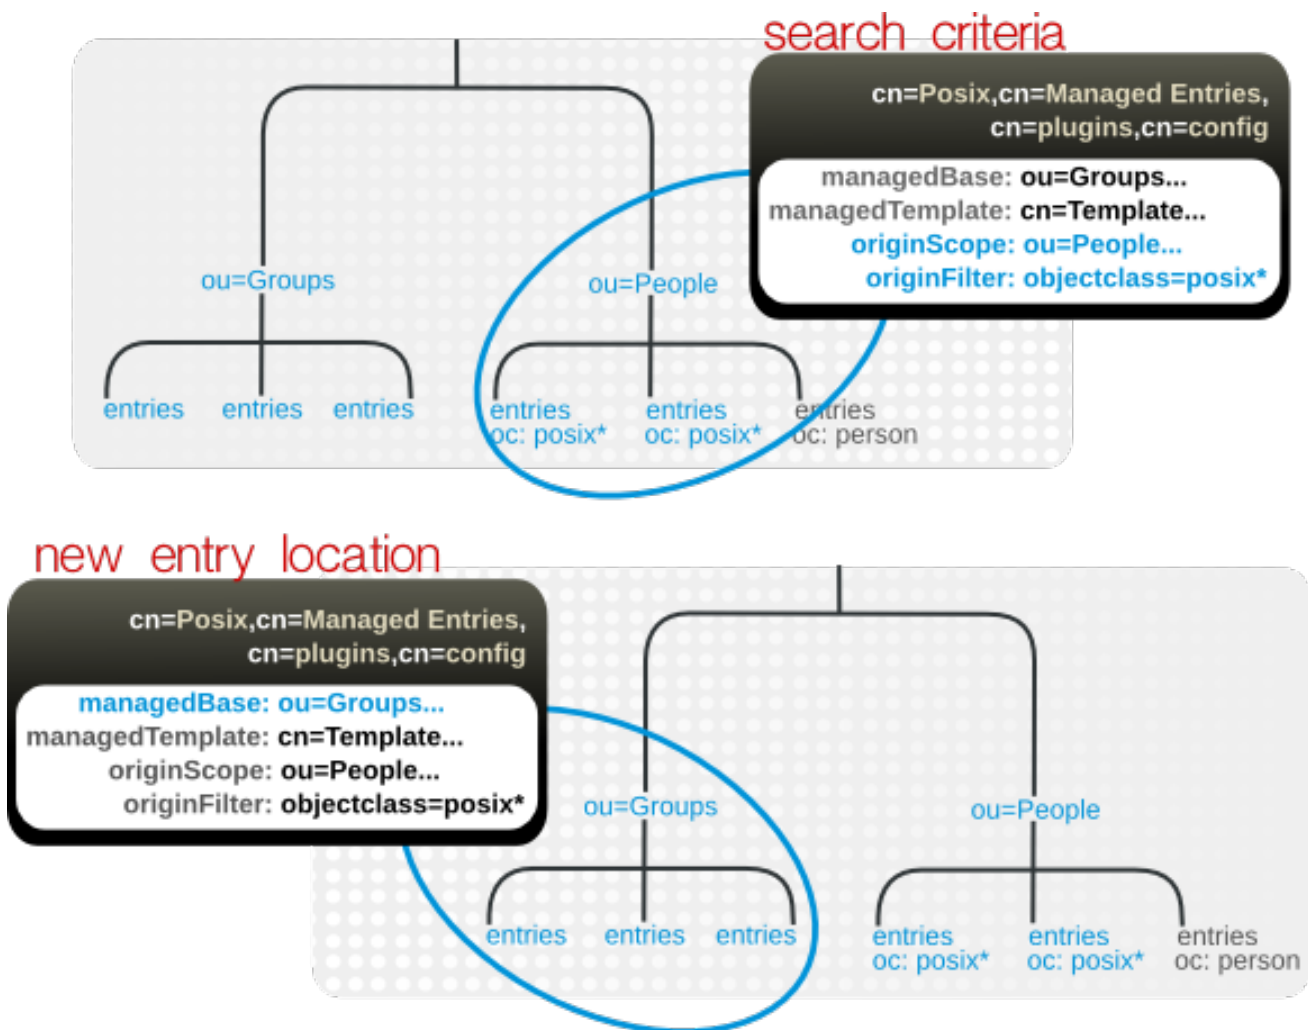 search criteria
cn=Posix,cn=Managed Entries,
cn=plugins,cn=config
managedBase: ou=Groups...
managedTemplate: cn=Template...
originScope: ou=People...
originFilter: objectclass=posix*
ou=Groups
ou=People
entries entries entries
entries entries entries
oc: posix* oc: posix* oc: person
new entry location
cn=Posix,cn=Managed Entries,
cn=plugins,cn=config
managedBase: ou=Groups...
managedTemplate: cn=Template...
originScope: ou=People...
originFilter: objectclass=posix*
ou=Groups
ou=People
entries entries entries
entries entries entries
oc: posix* oc: posix* oc: person